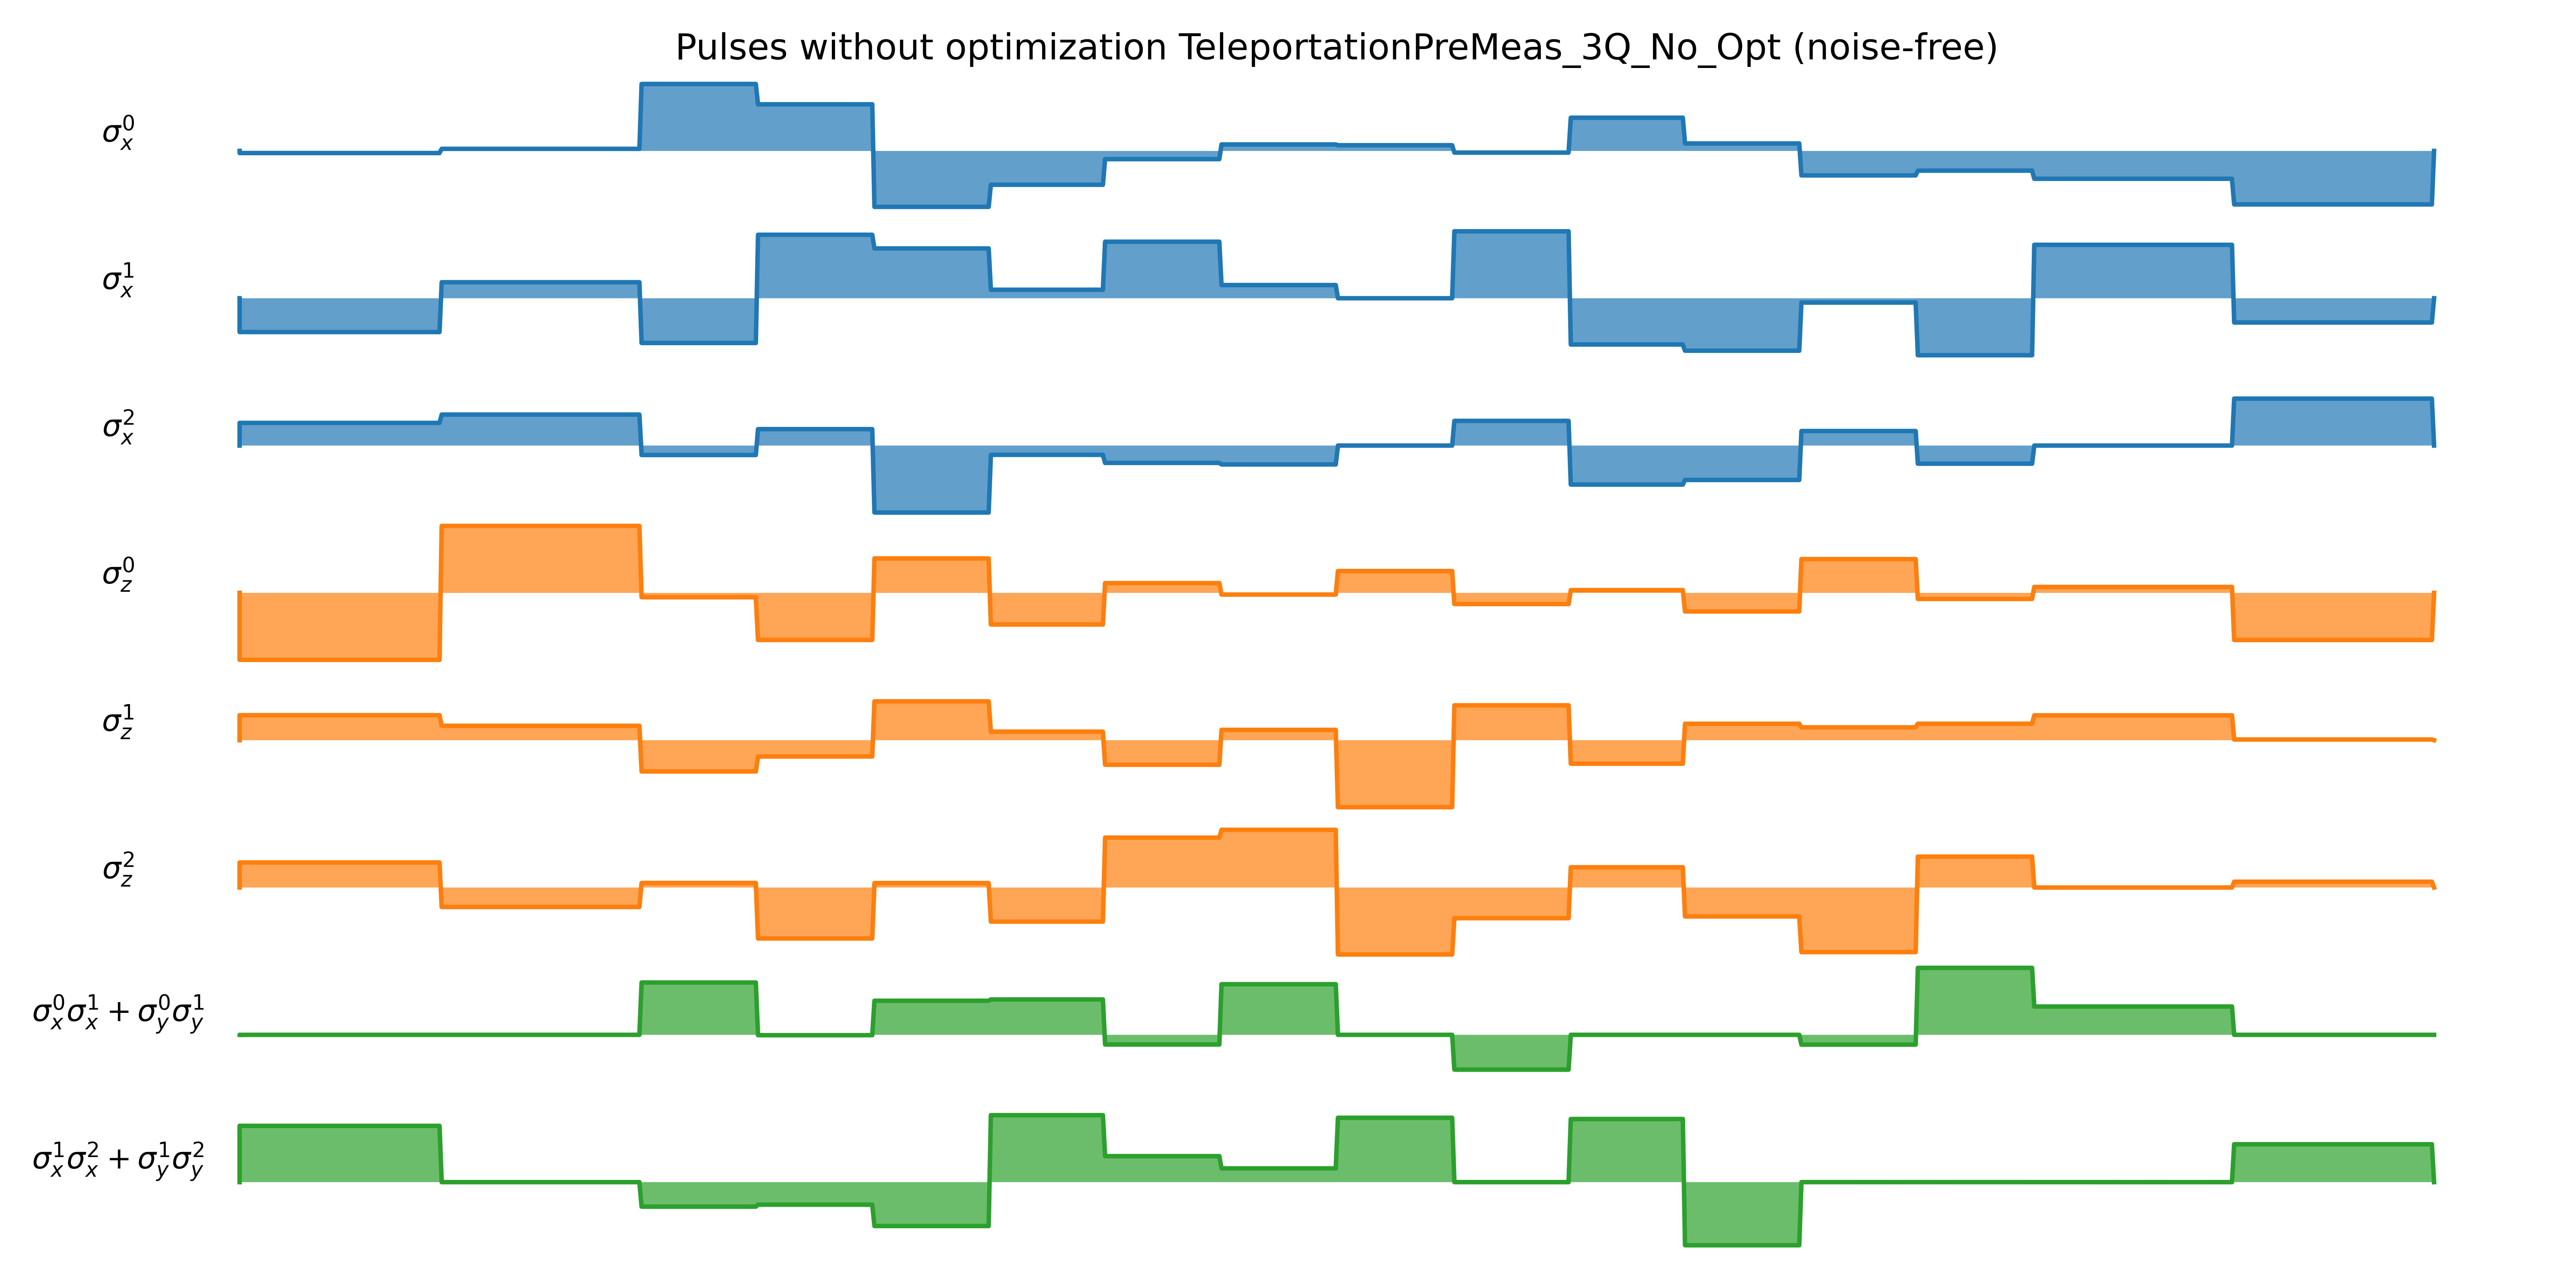 Pulses without optimization TeleportationPreMeas_3Q_No_Opt (noise-free)
σ_x^0
σ_x^1
σ_x^2
σ_z^0
σ_z^1
σ_z^2
σ_x^0σ_x^1 + σ_y^0σ_y^1
σ_x^1σ_x^2 + σ_y^1σ_y^2